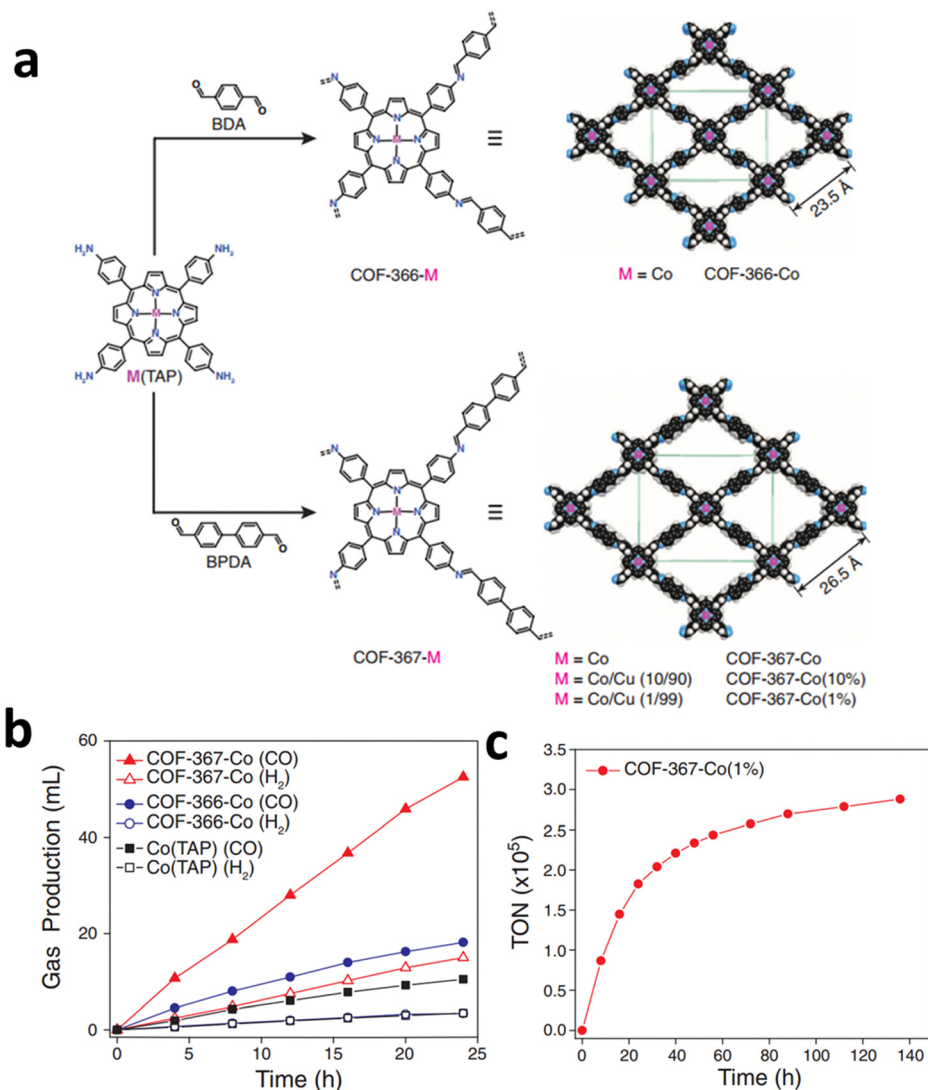 a
BDA
COF-366-M
M = Co COF-366-Co
23.5 Å
NH₂
H₂N
M(TAP)
H₂N
NH₂
N
N
N
N
M
BPDA
COF-367-M
26.5 Å
M = Co COF-367-Co
M = Co/Cu (10/90) COF-367-Co(10%)
M = Co/Cu (1/99) COF-367-Co(1%)
b
COF-367-Co (CO)
COF-367-Co (H₂)
COF-366-Co (CO)
COF-366-Co (H₂)
Co(TAP) (CO)
Co(TAP) (H₂)
Gas Production (mL)
60
40
20
0
0 5 10 15 20 25
Time (h)
c
COF-367-Co(1%)
TON (x10⁵)
3.5
3.0
2.5
2.0
1.5
1.0
0.5
0.0
0 20 40 60 80 100 120 140
Time (h)